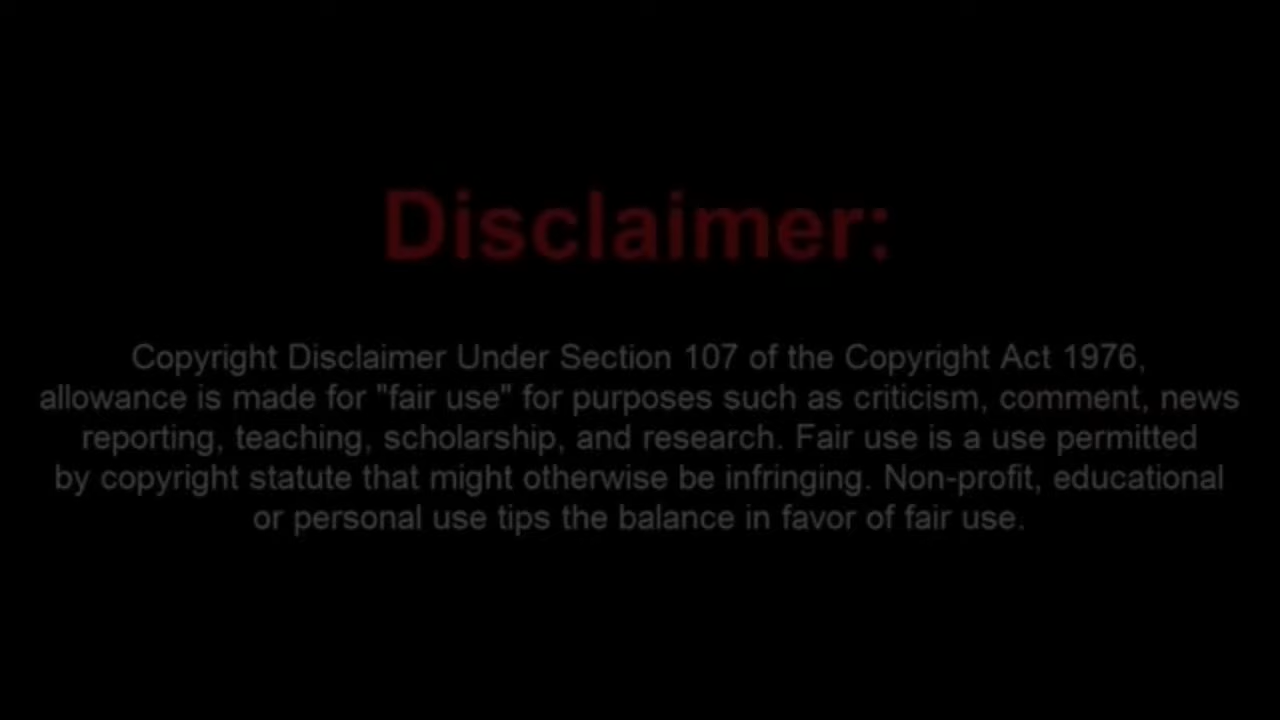 Disclaimer:
Copyright Disclaimer Under Section 107 of the Copyright Act 1976,
allowance is made for "fair use" for purposes such as criticism, comment, news
reporting, teaching, scholarship, and research. Fair use is a use permitted
by copyright statute that might otherwise be infringing. Non-profit, educational
or personal use tips the balance in favor of fair use.